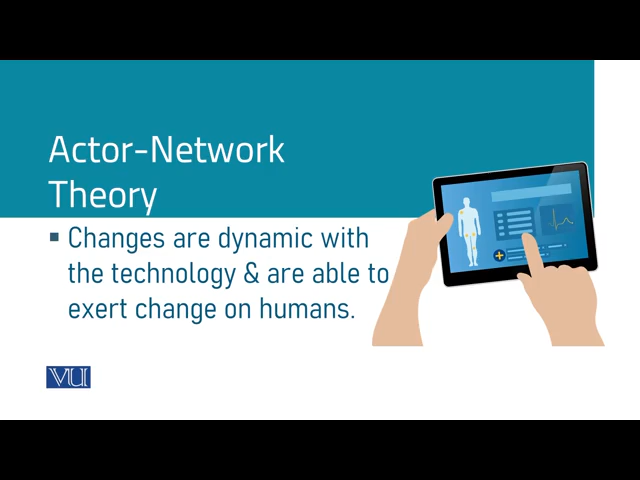 Actor-Network
Theory
▪ Changes are dynamic with
the technology & are able to
exert change on humans.
VU